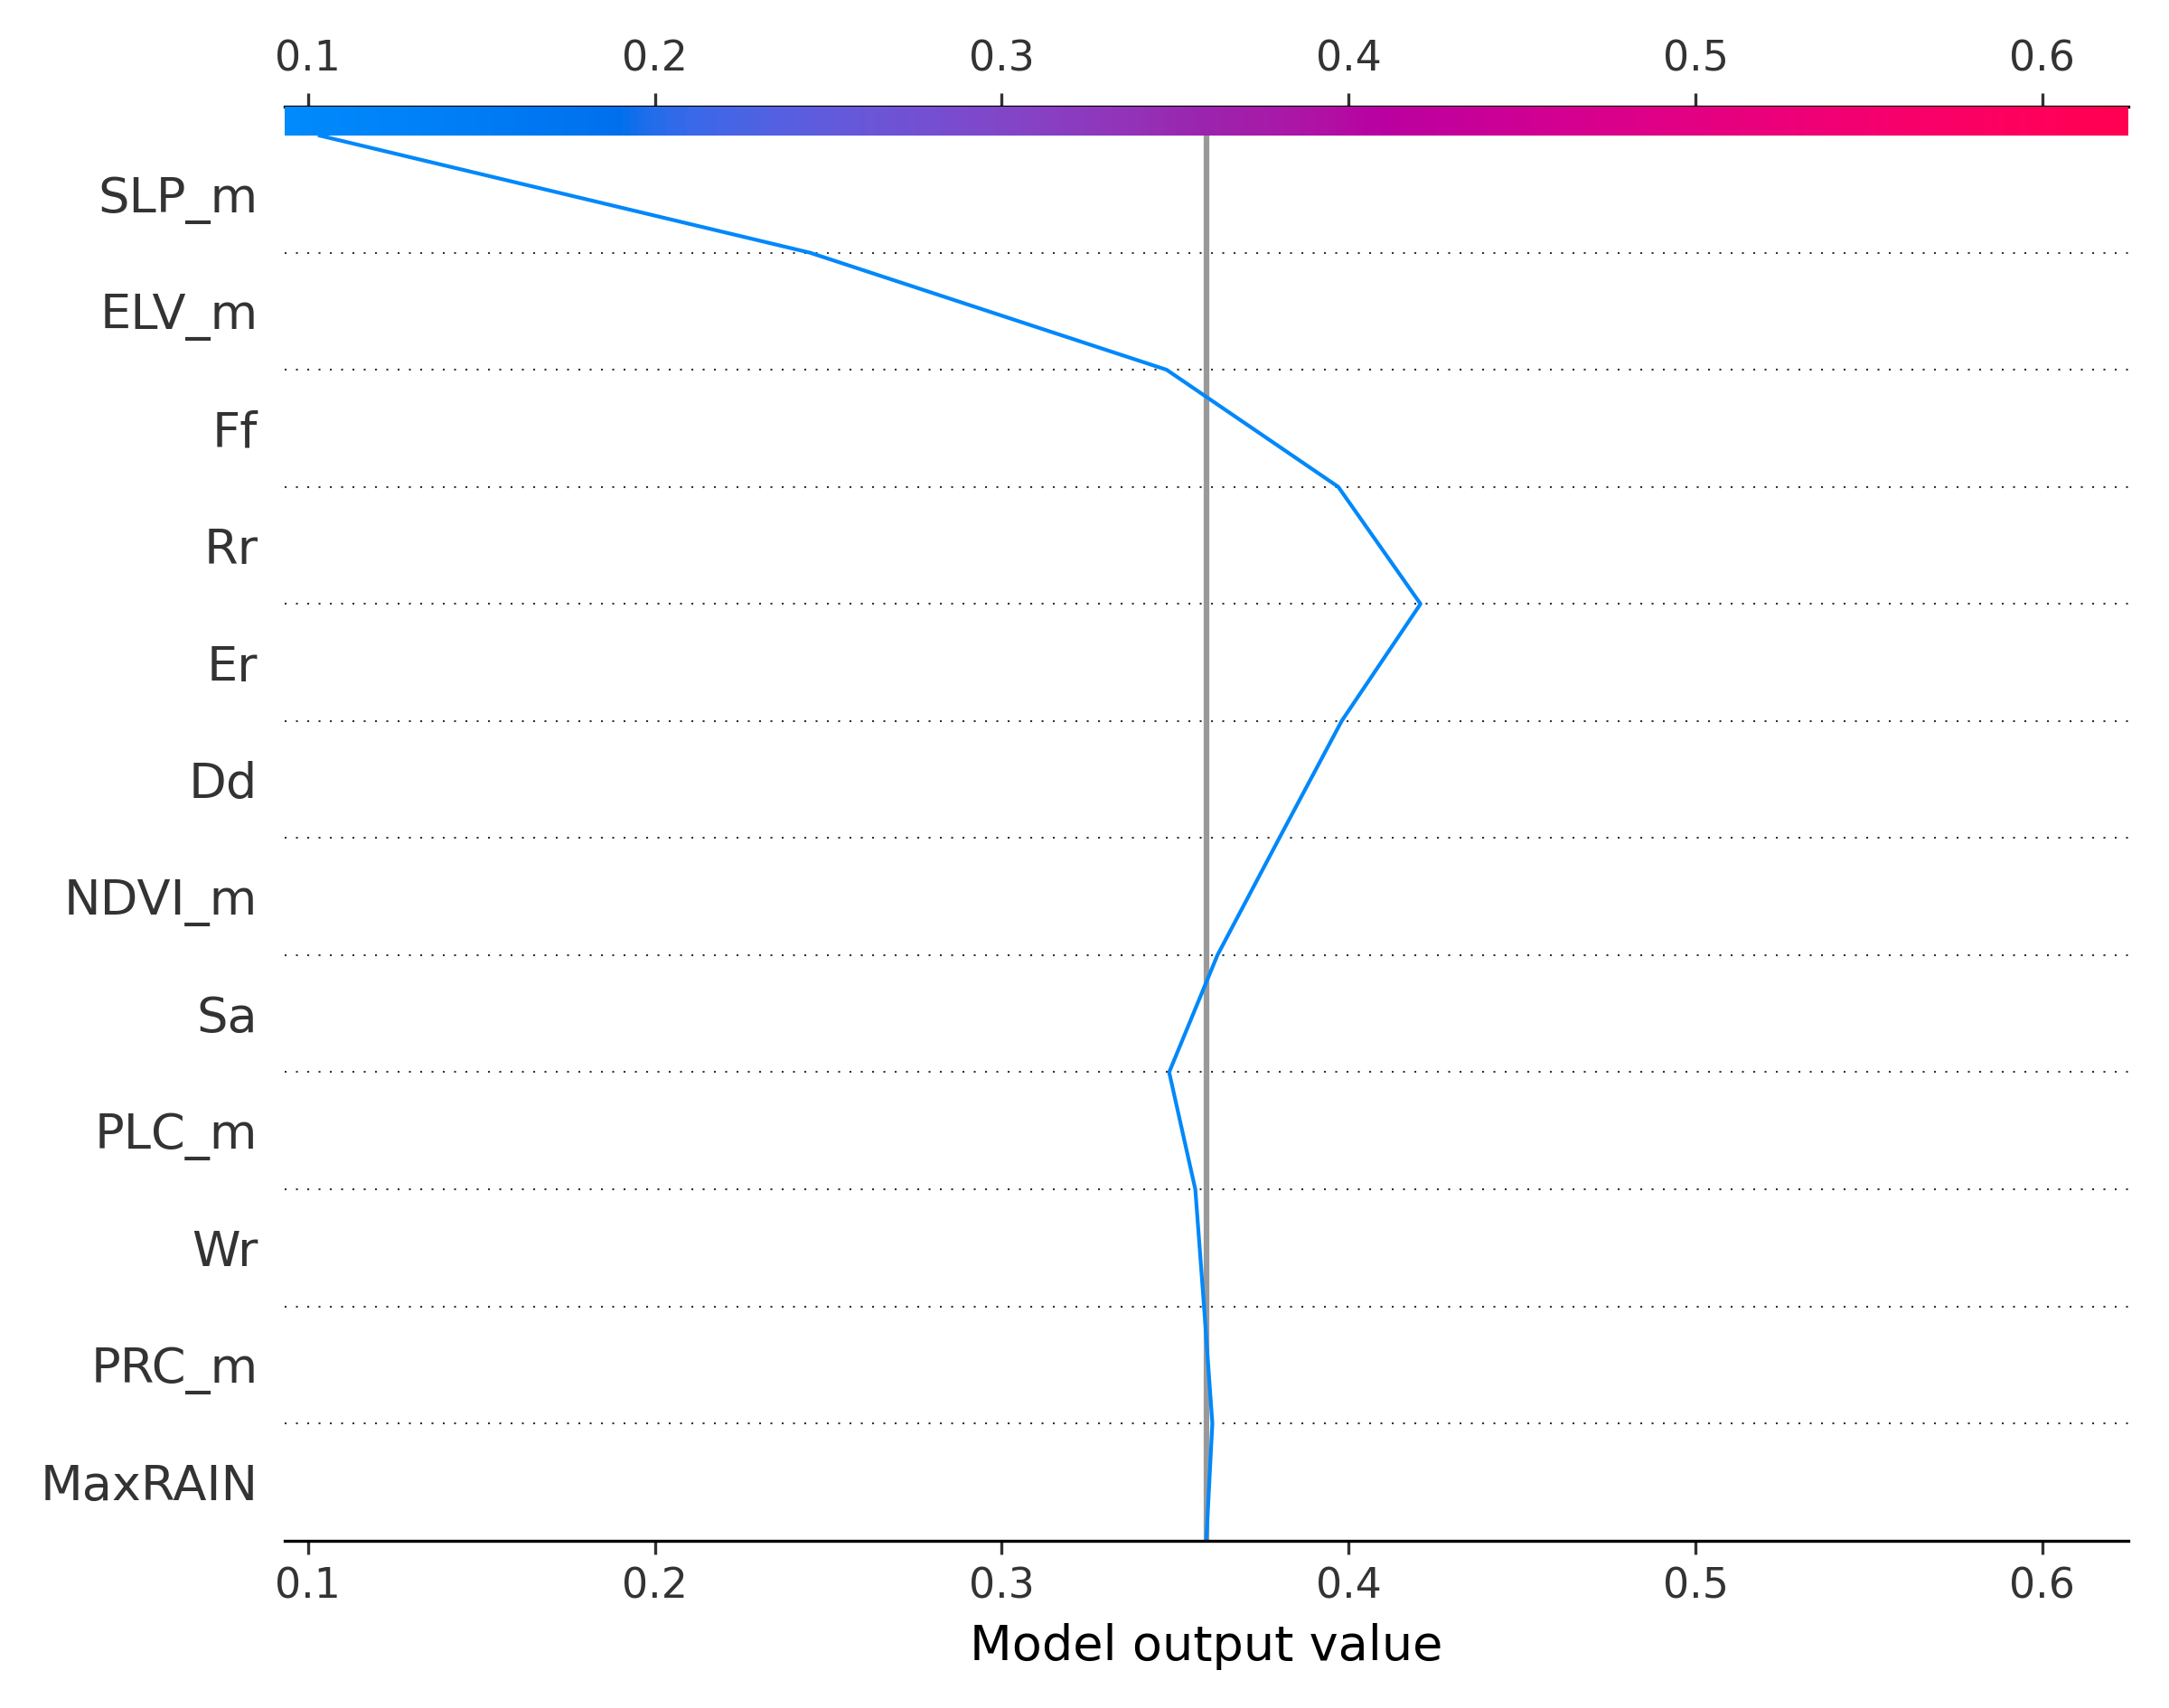 0.1 0.2 0.3 0.4 0.5 0.6
SLP_m
ELV_m
Ff
Rr
Er
Dd
NDVI_m
Sa
PLC_m
Wr
PRC_m
MaxRAIN
0.1 0.2 0.3 0.4 0.5 0.6
Model output value